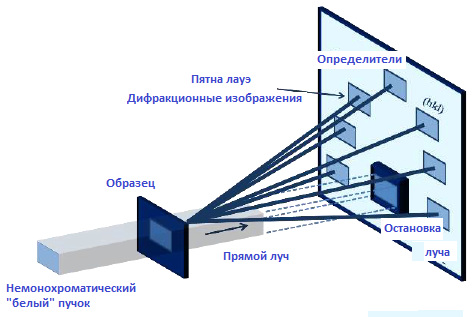 Определители
Пятна лауэ
Дифракционные изображения
(hkl)
Образец
Остановка
луча
Прямой луч
Немонохроматический
"белый" пучок